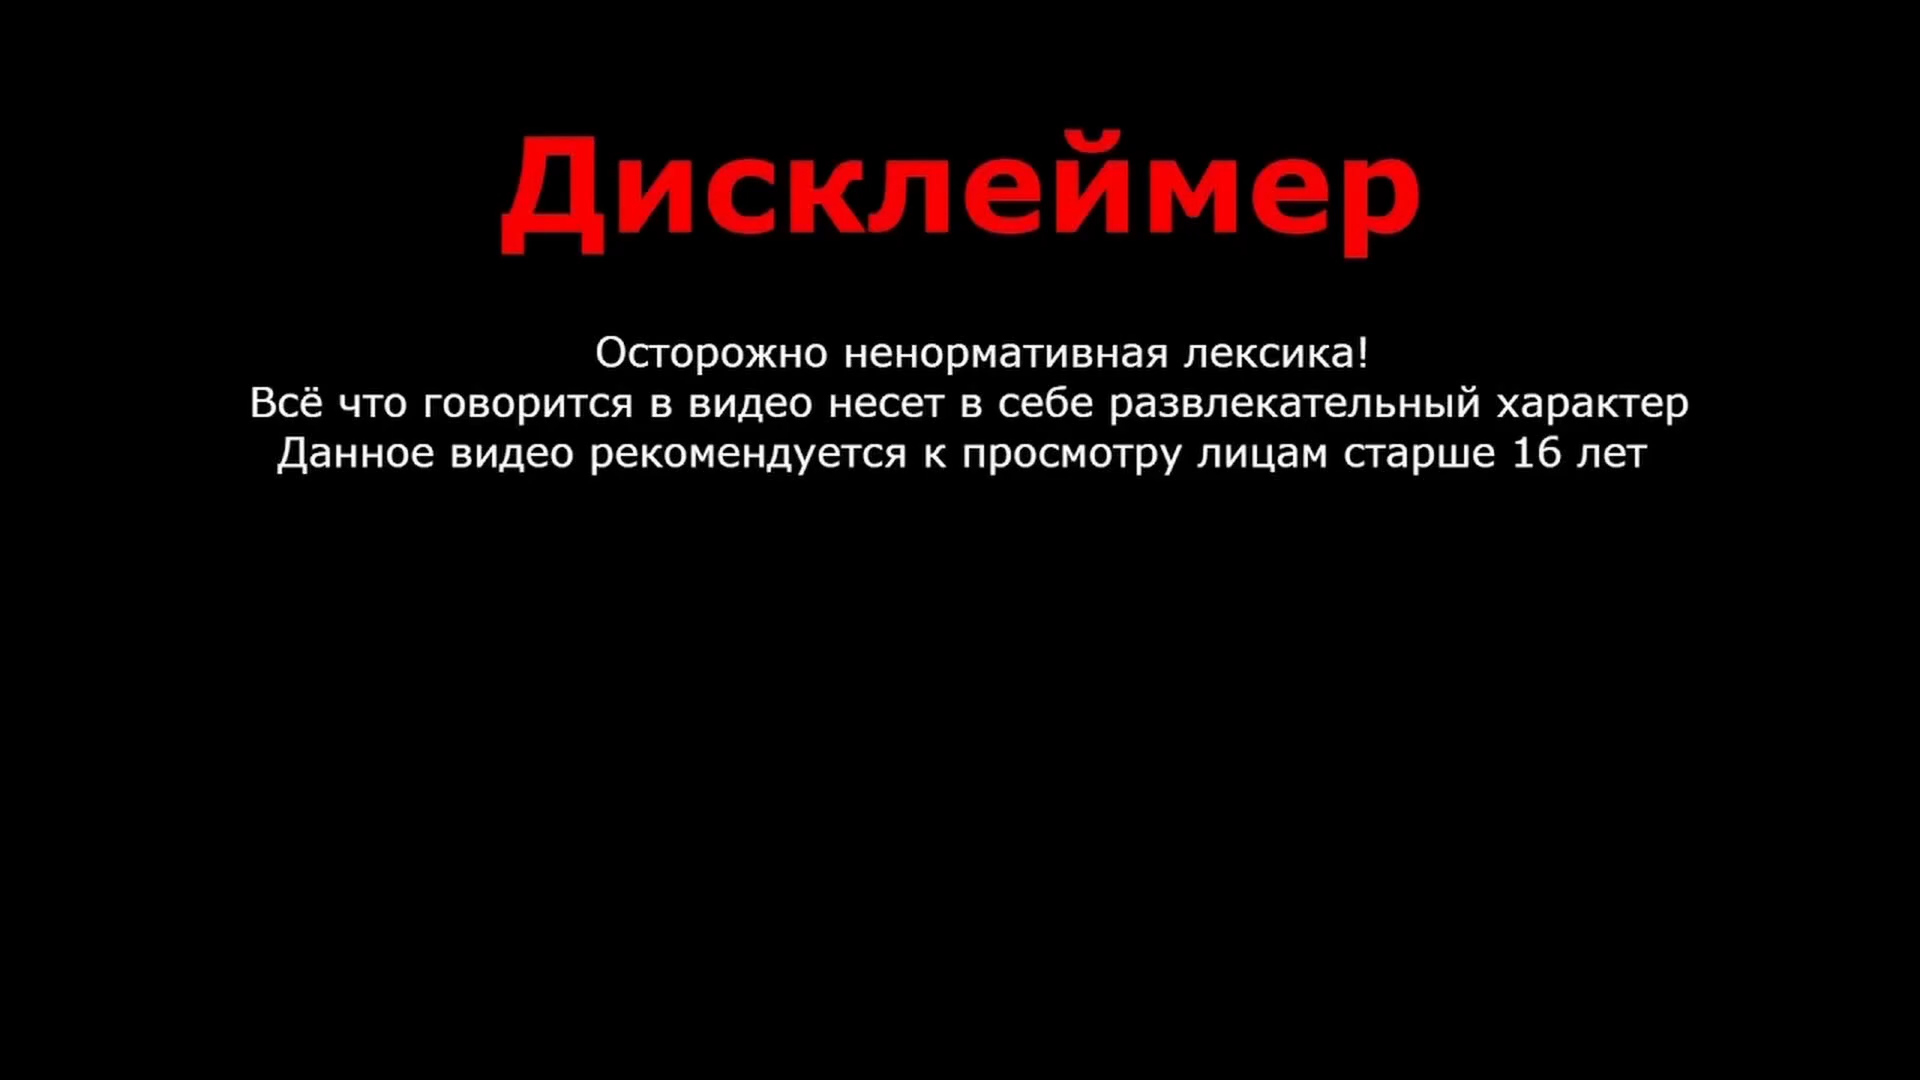 Дисклеймер
Осторожно ненормативная лексика!
Всё что говорится в видео несет в себе развлекательный характер
Данное видео рекомендуется к просмотру лицам старше 16 лет